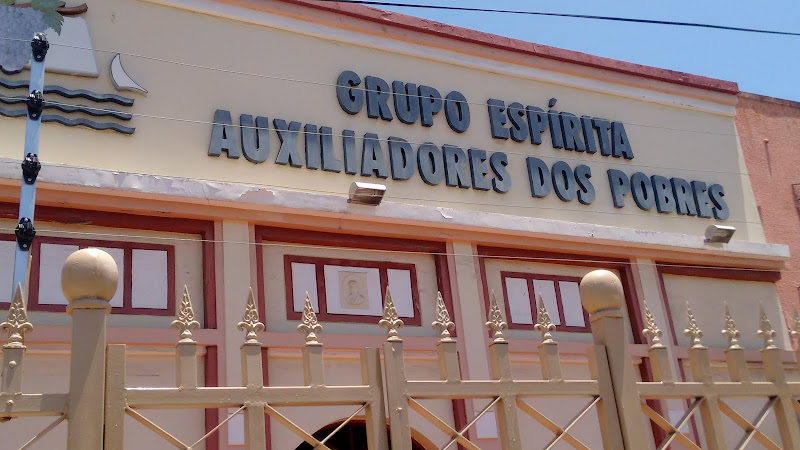 GRUPO ESPÍRITA
AUXILIADORES DOS POBRES